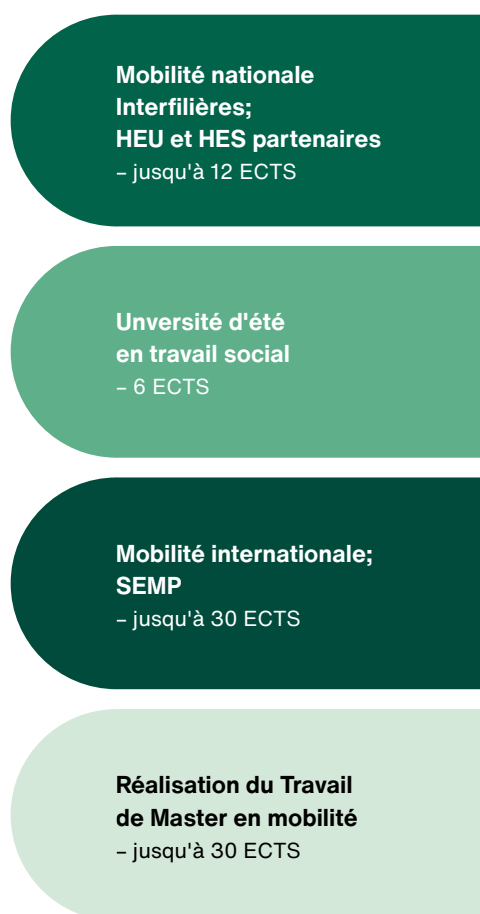 Mobilité nationale
Interfilières;
HEU et HES partenaires
– jusqu'à 12 ECTS
Unversité d'été
en travail social
– 6 ECTS
Mobilité internationale;
SEMP
– jusqu'à 30 ECTS
Réalisation du Travail
de Master en mobilité
– jusqu'à 30 ECTS